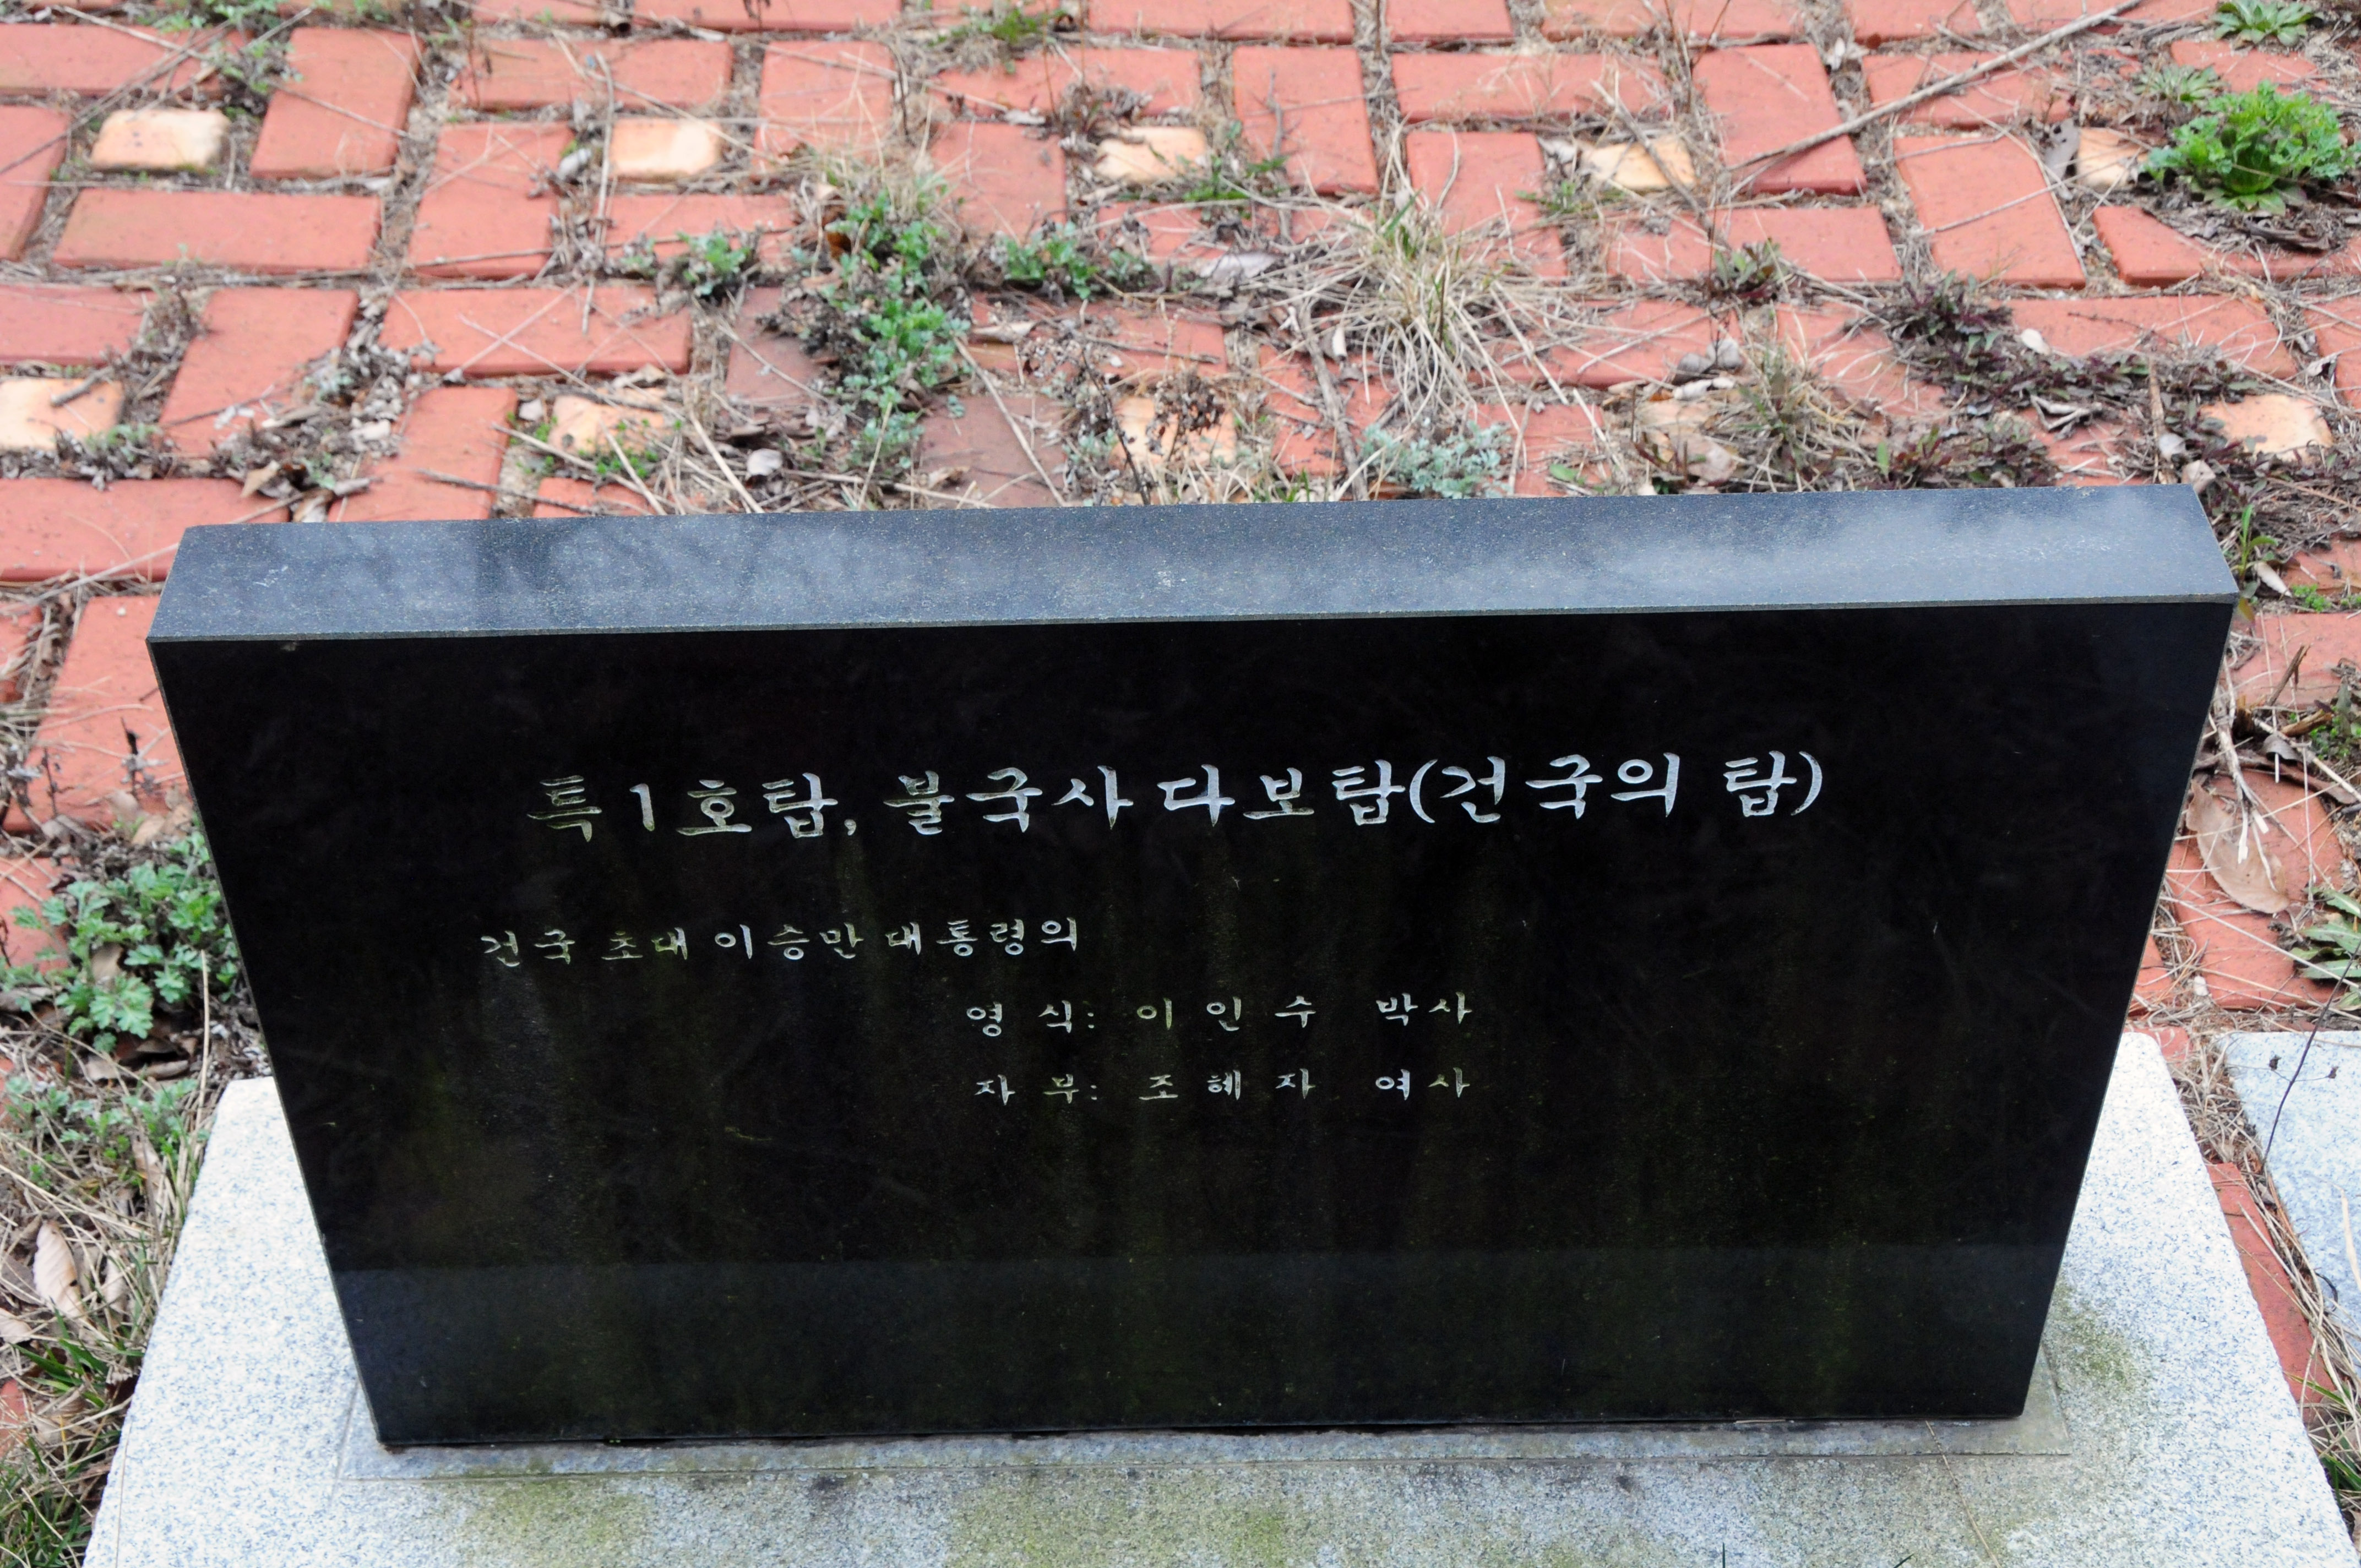 특1호탑, 불국사 다보탑(건국의 탑)
건국 초대 이승만 대통령의
영 식: 이 인 수 박사
자 부: 조 혜 자 여사